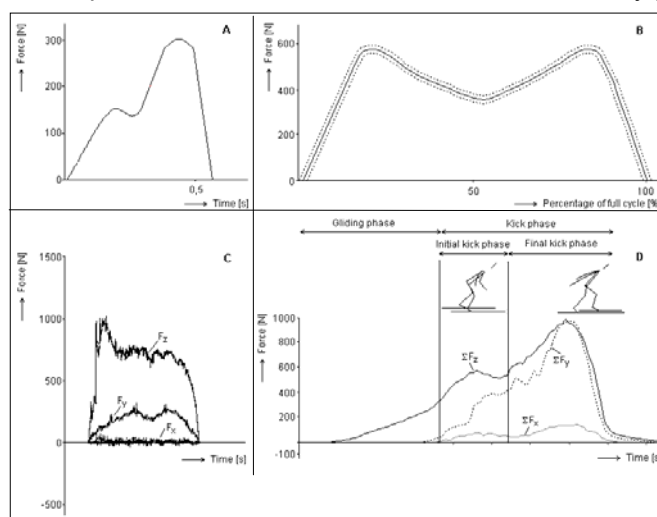 A
Force [N]
300
200
100
0
0,5
Time [s]
B
Force [N]
600
400
200
0
50
100
Percentage of full cycle [%]
C
Force [N]
1500
1000
500
0
-500
Fz
Fy
Fx
Time [s]
Gliding phase
Kick phase
Initial kick phase
Final kick phase
D
Force [N]
1000
800
600
400
200
0
-100
ΣFz
ΣFy
ΣFx
Time [s]